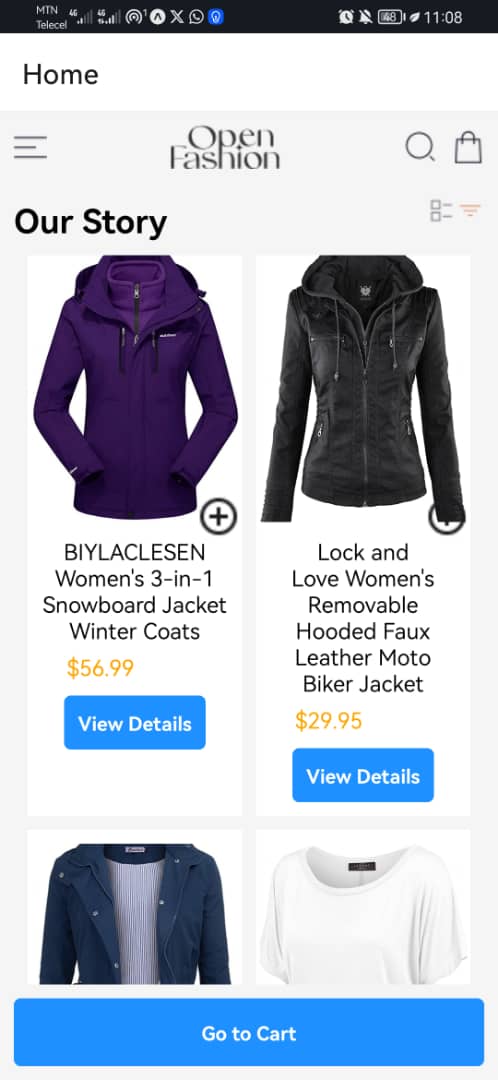 MTN
Telecel
4G
4G
1
48
11:08
Home
Open
Fashion
Our Story
BIYLACLESEN
Women's 3-in-1
Snowboard Jacket
Winter Coats
$56.99
View Details
Lock and
Love Women's
Removable
Hooded Faux
Leather Moto
Biker Jacket
$29.95
View Details
Go to Cart